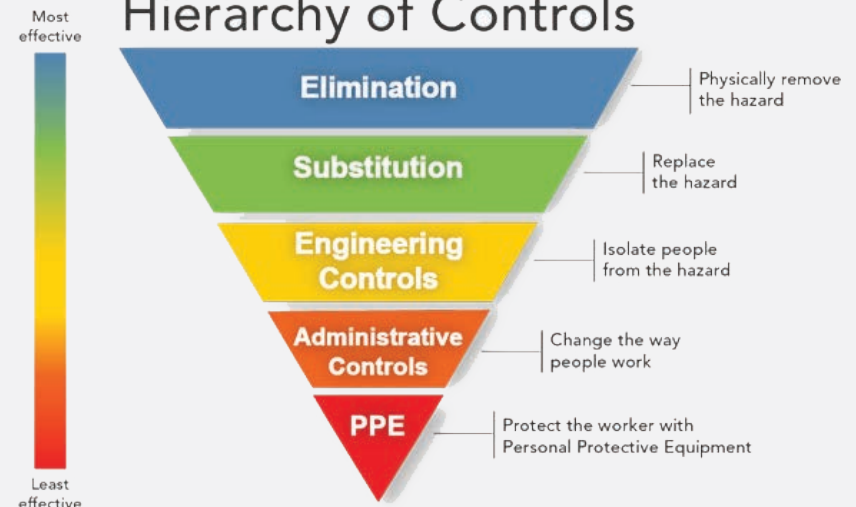 Hierarchy of Controls
Most
effective
Elimination
Physically remove
the hazard
Substitution
Replace
the hazard
Engineering
Controls
Isolate people
from the hazard
Administrative
Controls
Change the way
people work
PPE
Protect the worker with
Personal Protective Equipment
Least
effective